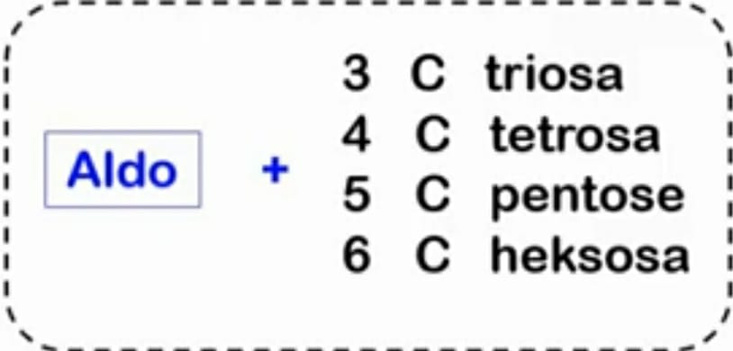 Aldo + 
3 C triosa
4 C tetrosa
5 C pentose
6 C heksosa